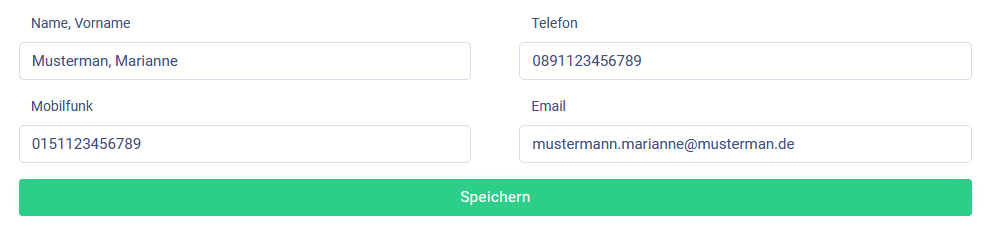 Name, Vorname
Telefon
Musterman, Marianne
0891123456789
Mobilfunk
Email
0151123456789
mustermann.marianne@musterman.de
Speichern